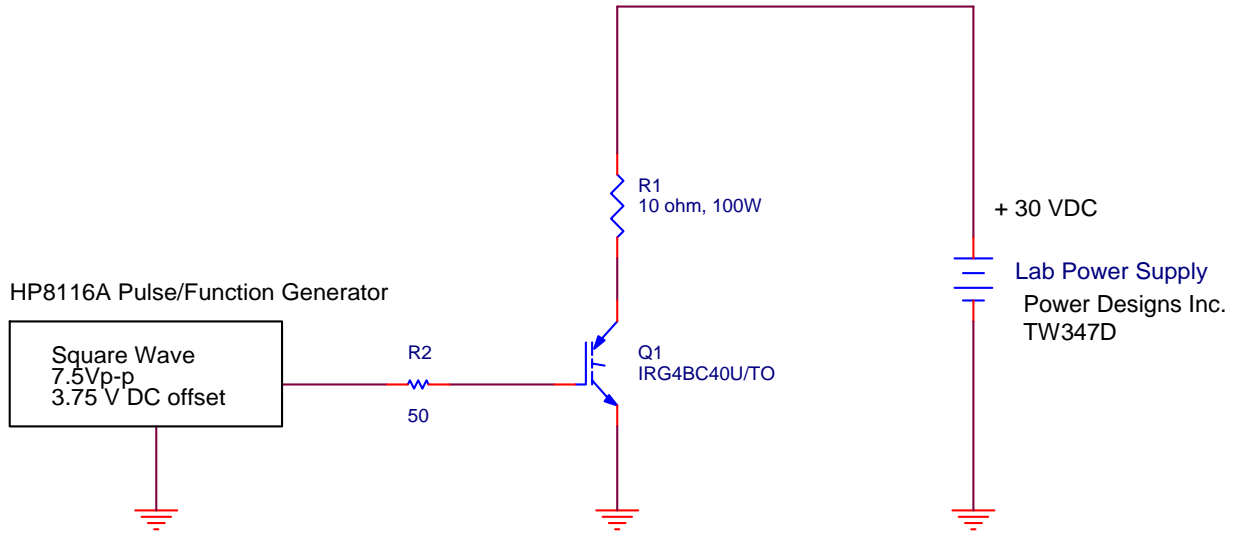 R1
10 ohm, 100W
+ 30 VDC
Lab Power Supply
Power Designs Inc.
TW347D
HP8116A Pulse/Function Generator
Square Wave
7.5Vp-p
3.75 V DC offset
R2
50
Q1
IRG4BC40U/TO